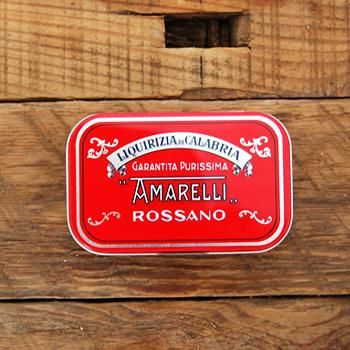 LIQUIRIZIA DI CALABRIA
GARANTITA PURISSIMA
"AMARELLI„
ROSSANO